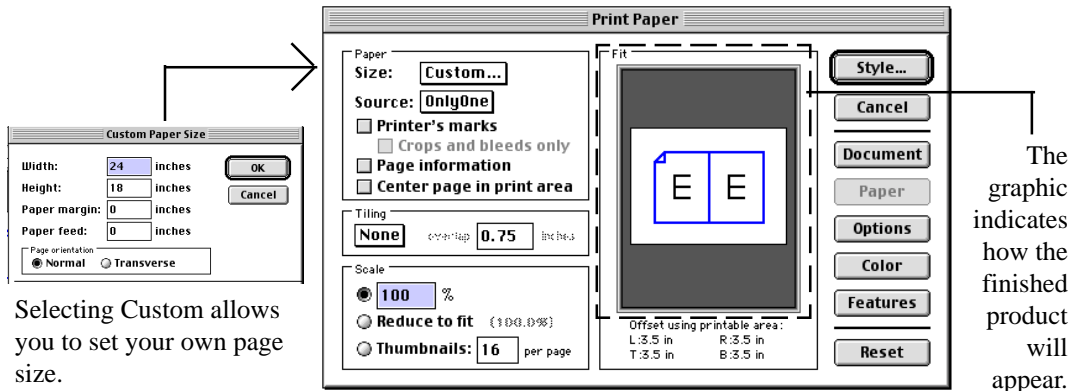 Print Paper
Paper
Size: Custom...
Source: OnlyOne
Printer's marks
Crops and bleeds only
Page information
Center page in print area
Tiling
None overlap 0.75 inches
Scale
100 %
Reduce to fit (100.0%)
Thumbnails: 16 per page
Fit
E E
Offset using printable area:
L:3.5 in R:3.5 in
T:3.5 in B:3.5 in
Style...
Cancel
Document
Paper
Options
Color
Features
Reset
Custom Paper Size
Width: 24 inches
Height: 18 inches
Paper margin: 0 inches
Paper feed: 0 inches
Page orientation
Normal Transverse
OK
Cancel
Selecting Custom allows
you to set your own page
size.
The
graphic
indicates
how the
finished
product
will
appear.